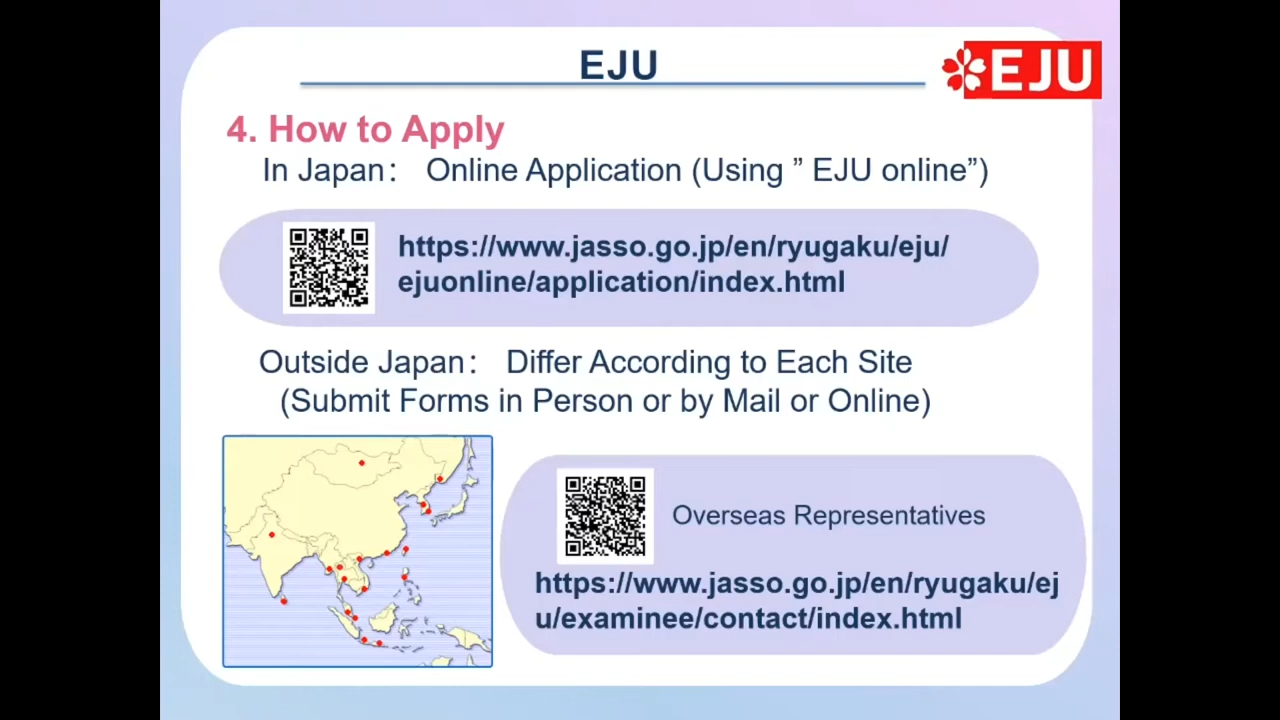 EJU
EJU
4. How to Apply
In Japan： Online Application (Using ” EJU online”)
https://www.jasso.go.jp/en/ryugaku/eju/
ejuonline/application/index.html
Outside Japan： Differ According to Each Site
(Submit Forms in Person or by Mail or Online)
Overseas Representatives
https://www.jasso.go.jp/en/ryugaku/ej
u/examinee/contact/index.html